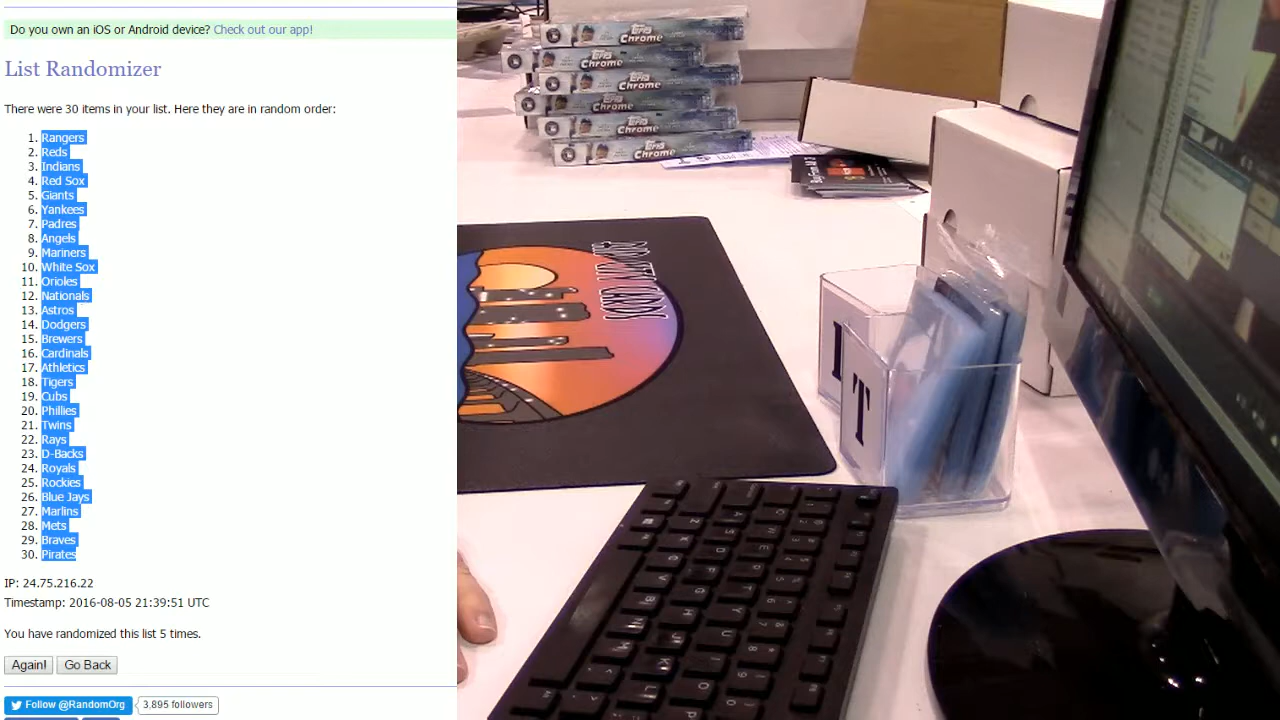 Do you own an iOS or Android device? Check out our app!
List Randomizer
There were 30 items in your list. Here they are in random order:
1. Rangers
2. Reds
3. Indians
4. Red Sox
5. Giants
6. Yankees
7. Padres
8. Angels
9. Mariners
10. White Sox
11. Orioles
12. Nationals
13. Astros
14. Dodgers
15. Brewers
16. Cardinals
17. Athletics
18. Tigers
19. Cubs
20. Phillies
21. Twins
22. Rays
23. D-Backs
24. Royals
25. Rockies
26. Blue Jays
27. Marlins
28. Mets
29. Braves
30. Pirates
IP: 24.75.216.22
Timestamp: 2016-08-05 21:39:51 UTC
You have randomized this list 5 times.
Again! Go Back
Follow @RandomOrg 3,895 followers
Topps Chrome
Topps Chrome
Topps Chrome
Topps Chrome
Topps Chrome
Topps Chrome
T